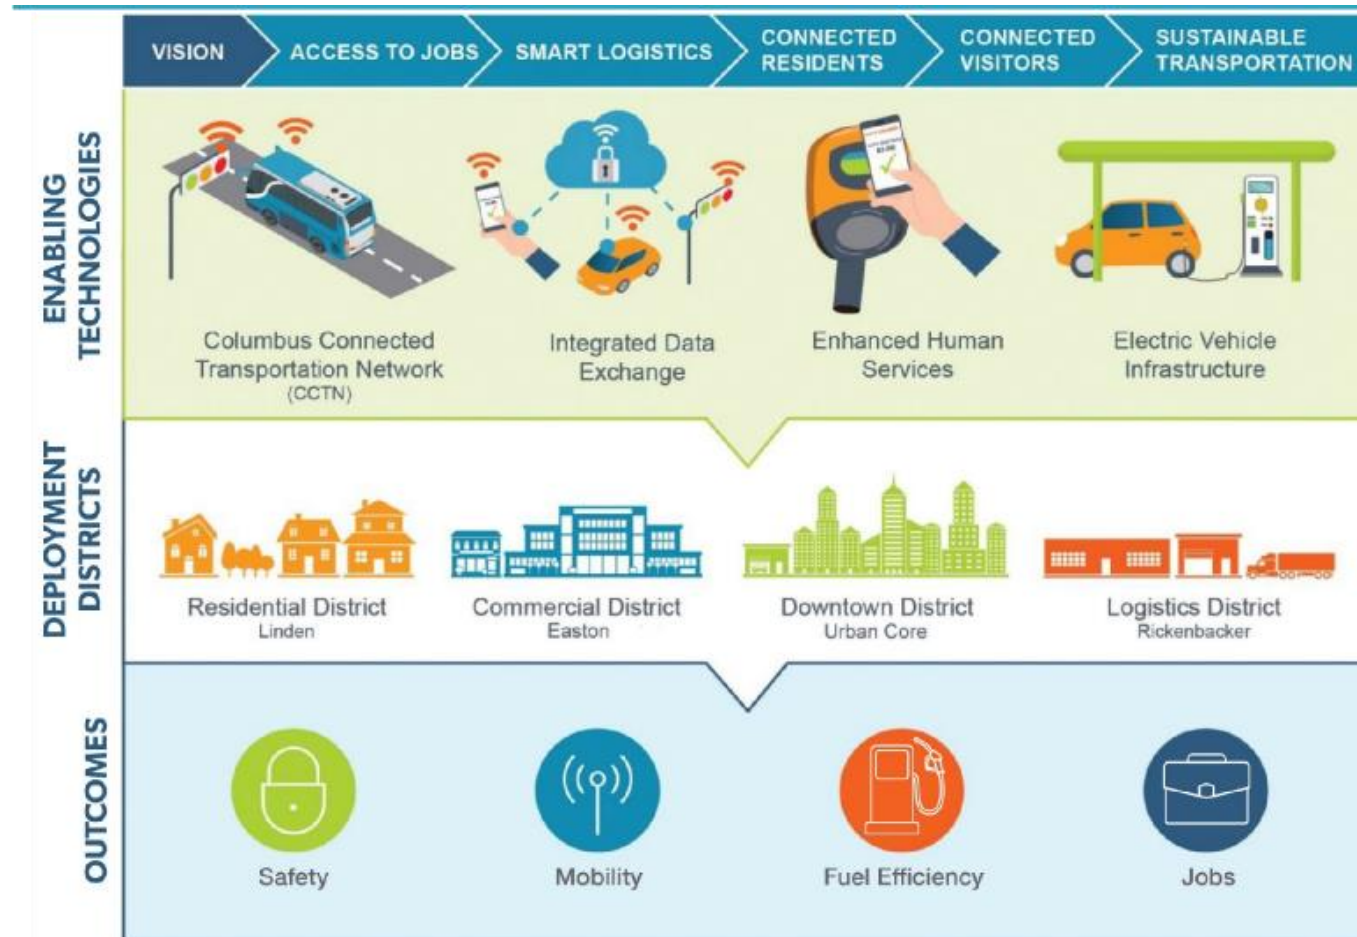 VISION
ACCESS TO JOBS
SMART LOGISTICS
CONNECTED
RESIDENTS
CONNECTED
VISITORS
SUSTAINABLE
TRANSPORTATION
ENABLING
TECHNOLOGIES
Columbus Connected
Transportation Network
(CCTN)
Integrated Data
Exchange
Enhanced Human
Services
Electric Vehicle
Infrastructure
DEPLOYMENT
DISTRICTS
Residential District
Linden
Commercial District
Easton
Downtown District
Urban Core
Logistics District
Rickenbacker
OUTCOMES
Safety
Mobility
Fuel Efficiency
Jobs